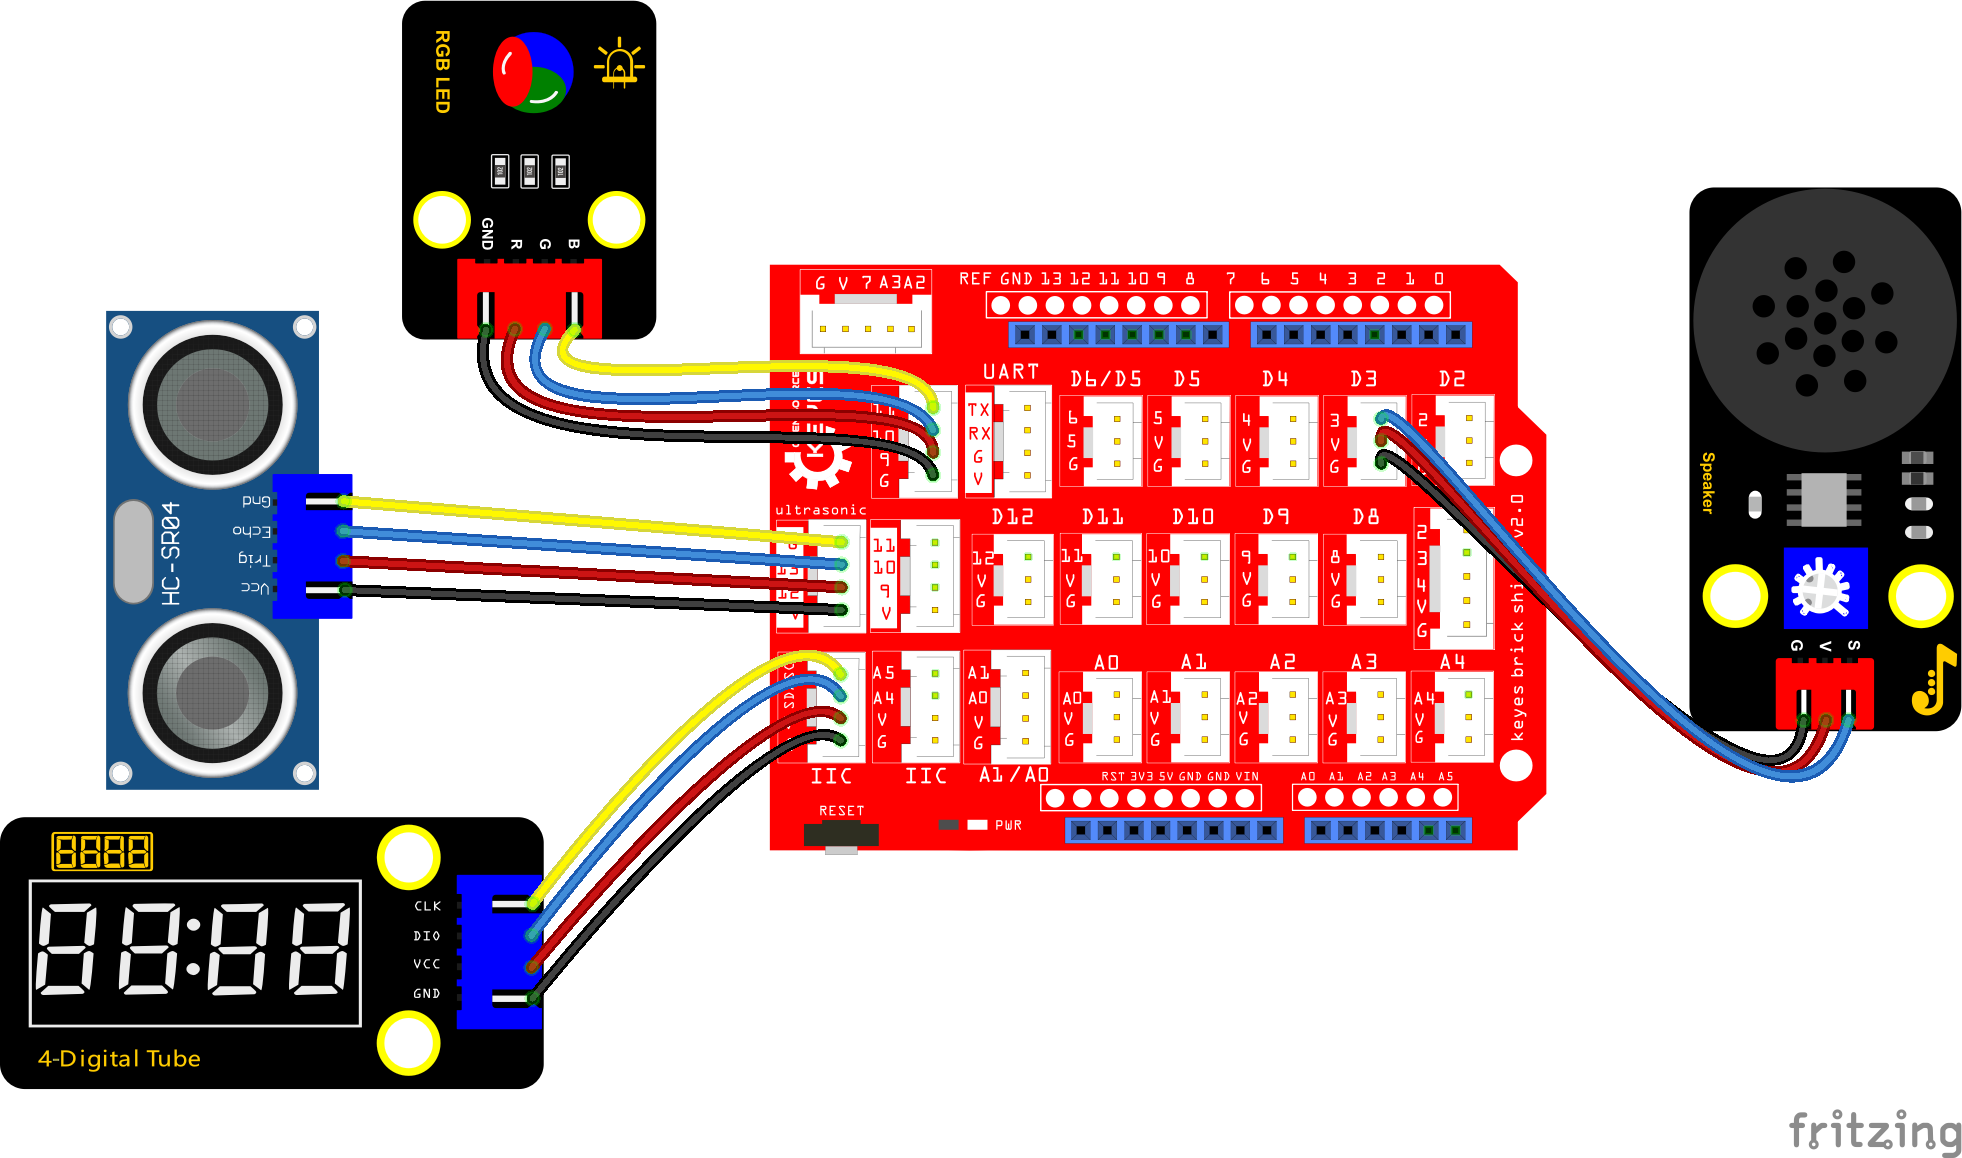 RGB LED
102 102 102
GND R G B
HC-SR04
Gnd
Echo
Trig
Vcc
G V 7 A3 A2
REF GND 13 12 11 10 9 8 7 6 5 4 3 2 1 0
UART
D6/D5 D5 D4 D3 D2
11
10
9
G
TX
RX
G
V
6
5
G
5
V
G
4
V
G
3
V
G
2
ultrasonic
G
13
12
V
11
10
9
V
D12 D11 D10 D9 D8
12
V
G
11
V
G
10
V
G
9
V
G
8
V
G
2
3
4
V
G
A5
A4
V
G
A1
A0
V
G
A0 A1 A2 A3 A4
A0
V
G
A1
V
G
A2
V
G
A3
V
G
A4
V
G
IIC IIC A1/A0
RST 3V3 5V GND GND VIN
A0 A1 A2 A3 A4 A5
RESET
PWR
keyes brick shi
v2.0
Speaker
G V S
CLK
DIO
VCC
GND
4-Digital Tube
fritzing